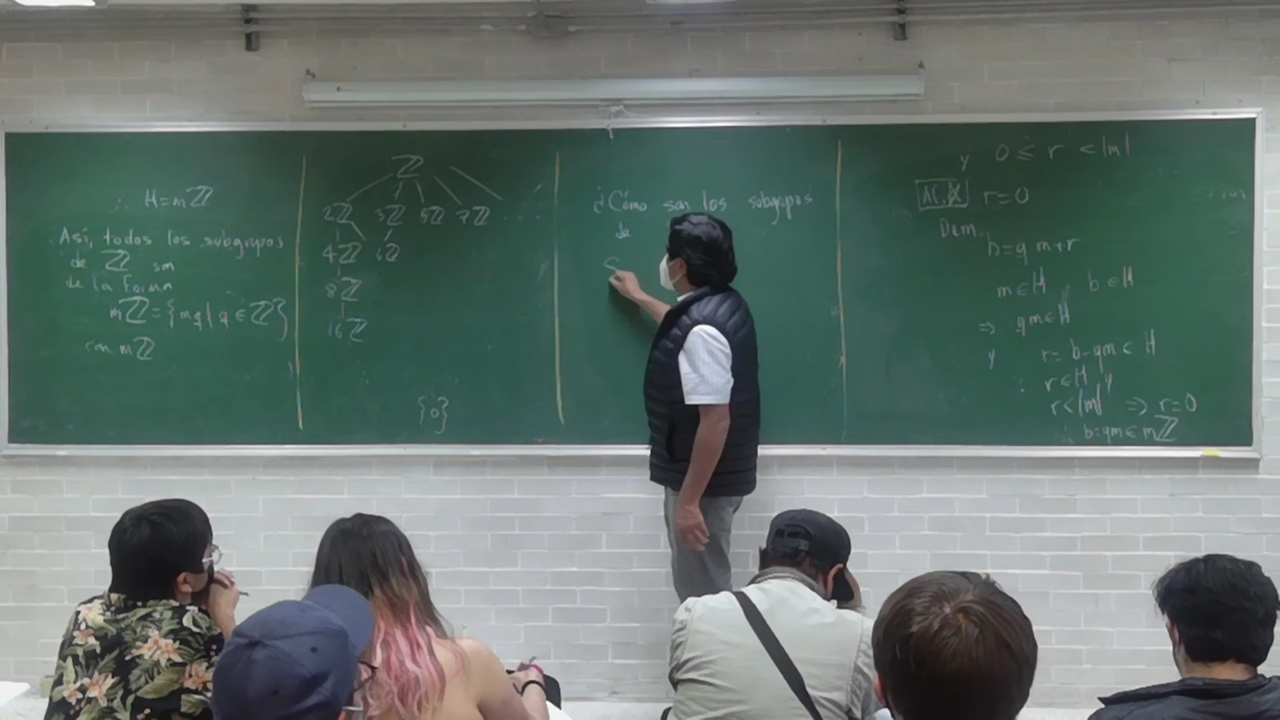 ∴ H=mℤ
Así, todos los subgrupos
de ℤ son
de la forma
mℤ={mq|q∈ℤ}
con mℤ
ℤ
2ℤ 3ℤ 5ℤ 7ℤ
4ℤ 6ℤ
8ℤ
16ℤ
{0}
¿Cómo son los subgrupos
de
S
y 0≤r<|m|
Af. r=0
Dem.
b=qm+r
m∈H b∈H
⇒ qm∈H
y r=b-qm∈H
∴ r∈H y
r<|m| ⇒ r=0
∴ b=qm∈mℤ